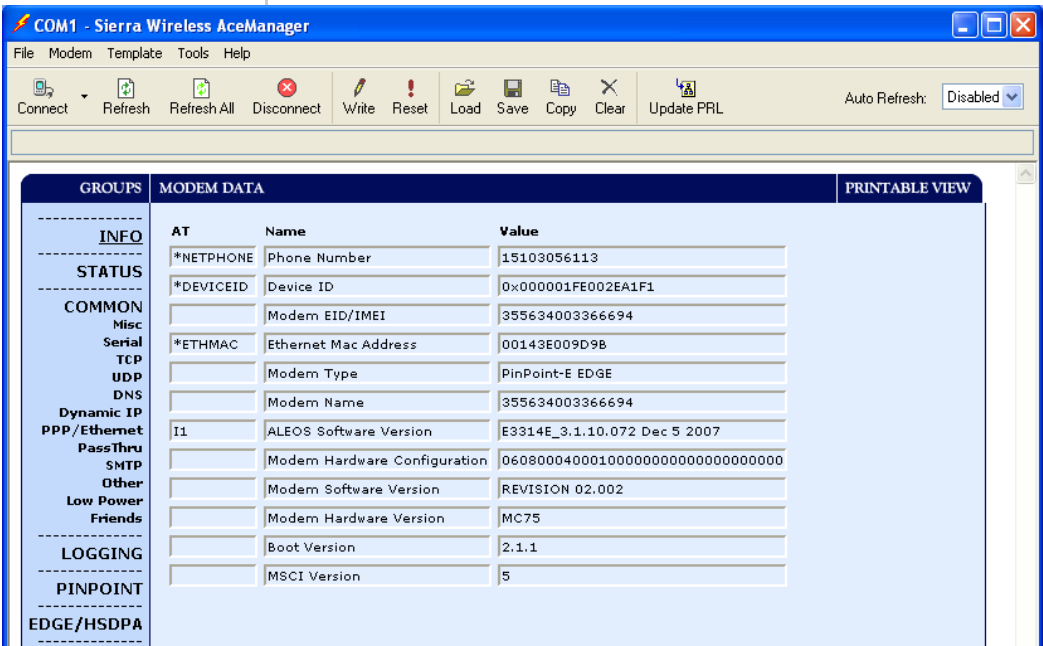 COM1 - Sierra Wireless AceManager
File Modem Template Tools Help
Connect Refresh Refresh All Disconnect Write Reset Load Save Copy Clear Update PRL Auto Refresh: Disabled
GROUPS MODEM DATA PRINTABLE VIEW
INFO
STATUS
COMMON
Misc
Serial
TCP
UDP
DNS
Dynamic IP
PPP/Ethernet
PassThru
SMTP
Other
Low Power
Friends
LOGGING
PINPOINT
EDGE/HSDPA
AT Name Value
*NETPHONE Phone Number 15103056113
*DEVICEID Device ID 0x000001FE002EA1F1
Modem EID/IMEI 355634003366694
*ETHMAC Ethernet Mac Address 00143E009D9B
Modem Type PinPoint-E EDGE
Modem Name 355634003366694
I1 ALEOS Software Version E3314E_3.1.10.072 Dec 5 2007
Modem Hardware Configuration 06080004000100000000000000000000
Modem Software Version REVISION 02.002
Modem Hardware Version MC75
Boot Version 2.1.1
MSCI Version 5